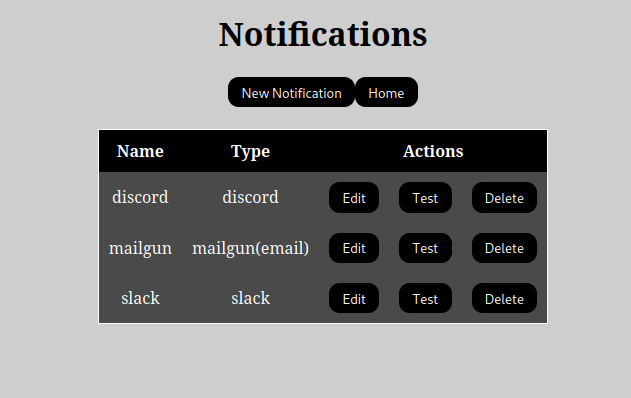 Notifications
New Notification Home
Name Type Actions
discord discord Edit Test Delete
mailgun mailgun(email) Edit Test Delete
slack slack Edit Test Delete